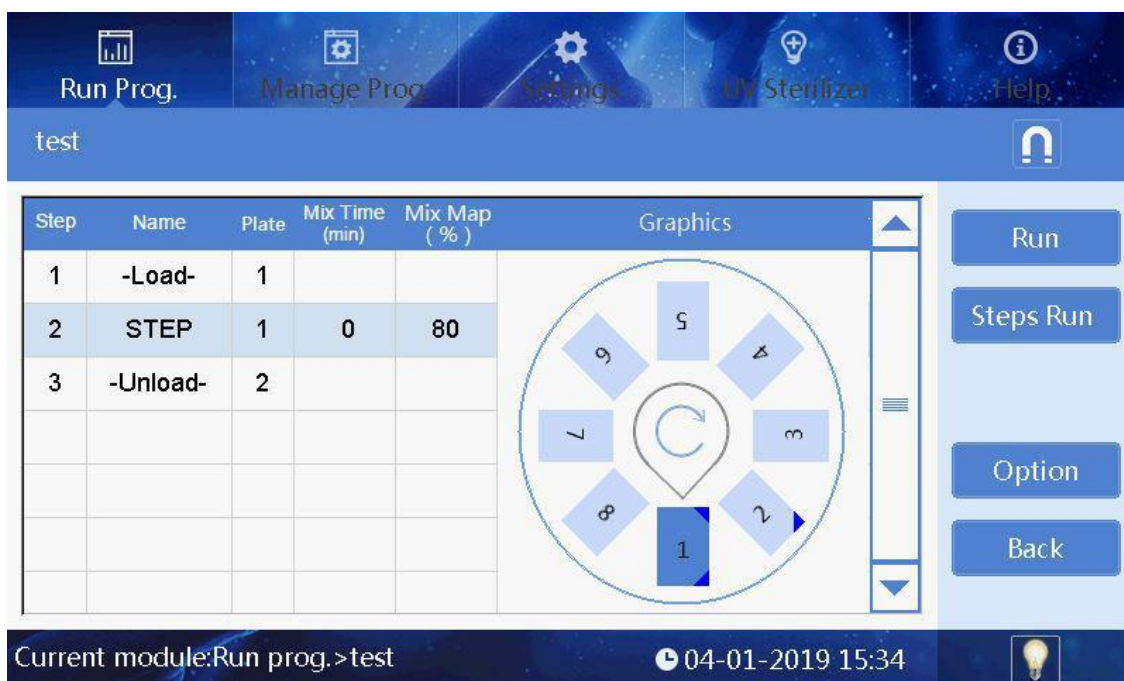 Run Prog.
Manage Prog.
Settings
UV Sterilizer
Help
test
Step Name Plate Mix Time (min) Mix Map ( % ) Graphics
1 -Load- 1
2 STEP 1 0 80
3 -Unload- 2
5
6
4
7
3
8
2
1
Run
Steps Run
Option
Back
Current module:Run prog.>test
04-01-2019 15:34